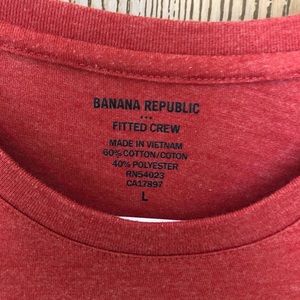 BANANA REPUBLIC
FITTED CREW
MADE IN VIETNAM
60% COTTON/COTON
40% POLYESTER
RN54023
CA17897
L